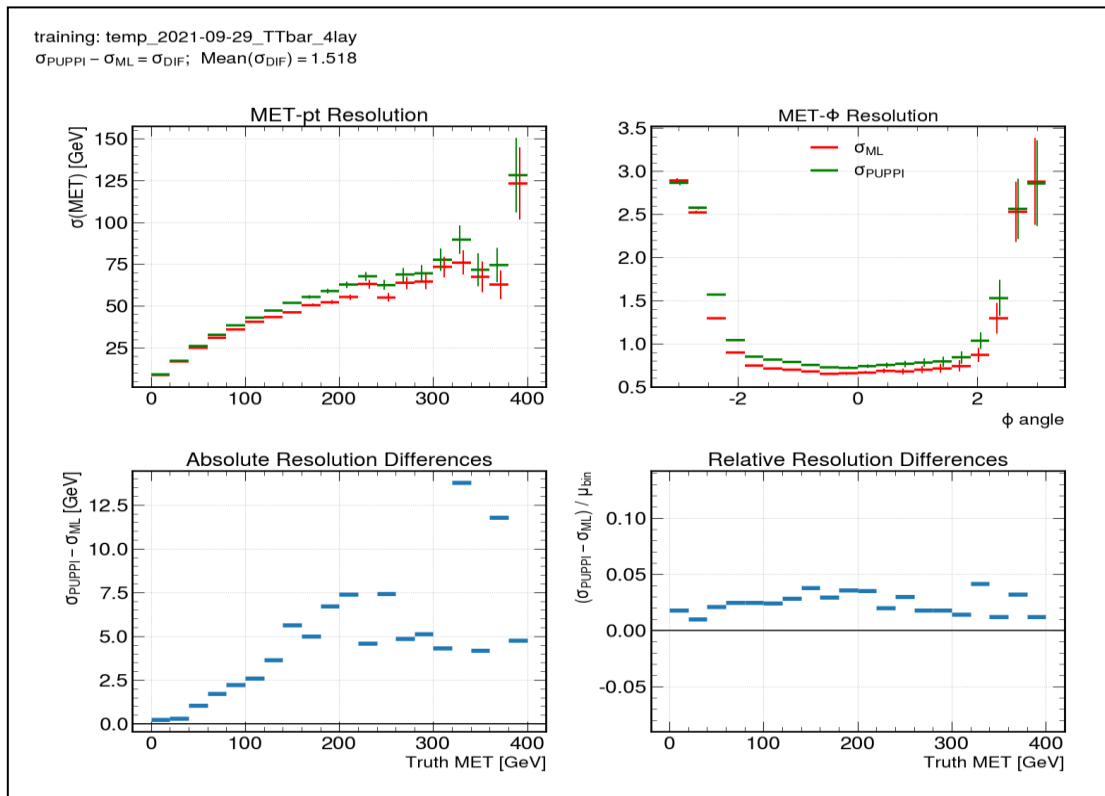 training: temp_2021-09-29_TTbar_4lay
σPUPPI − σML = σDIF;  Mean(σDIF) = 1.518
MET-pt Resolution
σ(MET) [GeV]
150
125
100
75
50
25
0 100 200 300 400
MET-Φ Resolution
σML
σPUPPI
3.5
3.0
2.5
2.0
1.5
1.0
0.5
-2 0 2
ϕ angle
Absolute Resolution Differences
σPUPPI − σML [GeV]
12.5
10.0
7.5
5.0
2.5
0.0
0 100 200 300 400
Truth MET [GeV]
Relative Resolution Differences
(σPUPPI − σML) / μbin
0.10
0.05
0.00
-0.05
0 100 200 300 400
Truth MET [GeV]